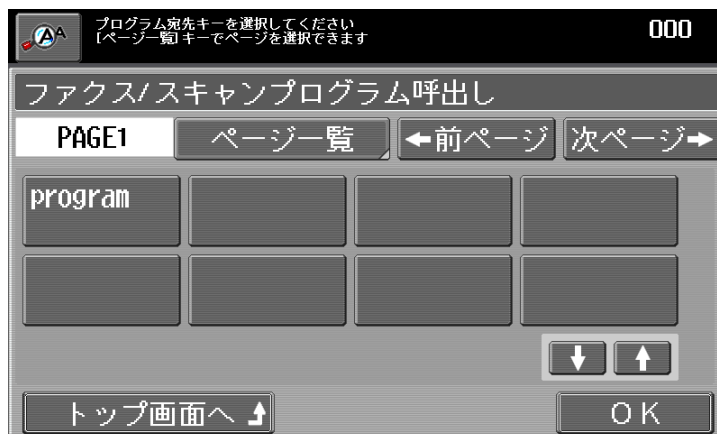 プログラム宛先キーを選択してください
[ページ一覧]キーでページを選択できます
000
ファクス/スキャンプログラム呼出し
PAGE1 ページ一覧 ←前ページ 次ページ→
program
トップ画面へ OK